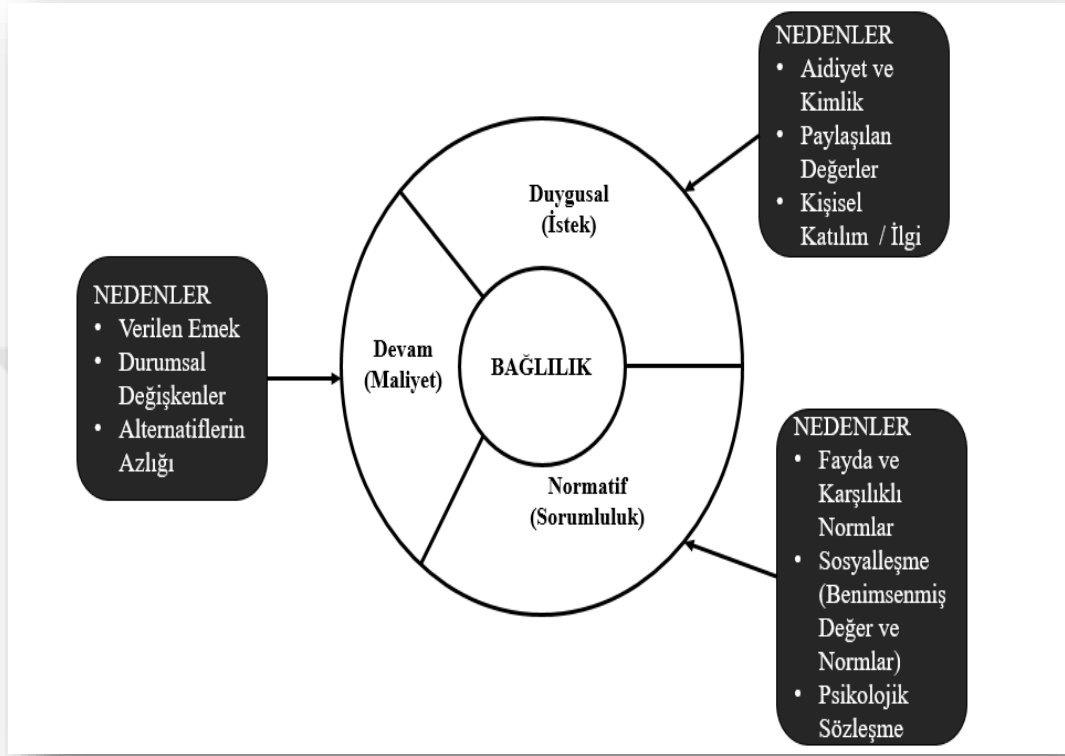 NEDENLER
• Aidiyet ve
Kimlik
• Paylaşılan
Değerler
• Kişisel
Katılım / İlgi
Duygusal
(İstek)
NEDENLER
• Verilen Emek
• Durumsal
Değişkenler
• Alternatiflerin
Azlığı
Devam
(Maliyet)
BAĞLILIK
Normatif
(Sorumluluk)
NEDENLER
• Fayda ve
Karşılıklı
Normlar
• Sosyalleşme
(Benimsenmiş
Değer ve
Normlar)
• Psikolojik
Sözleşme